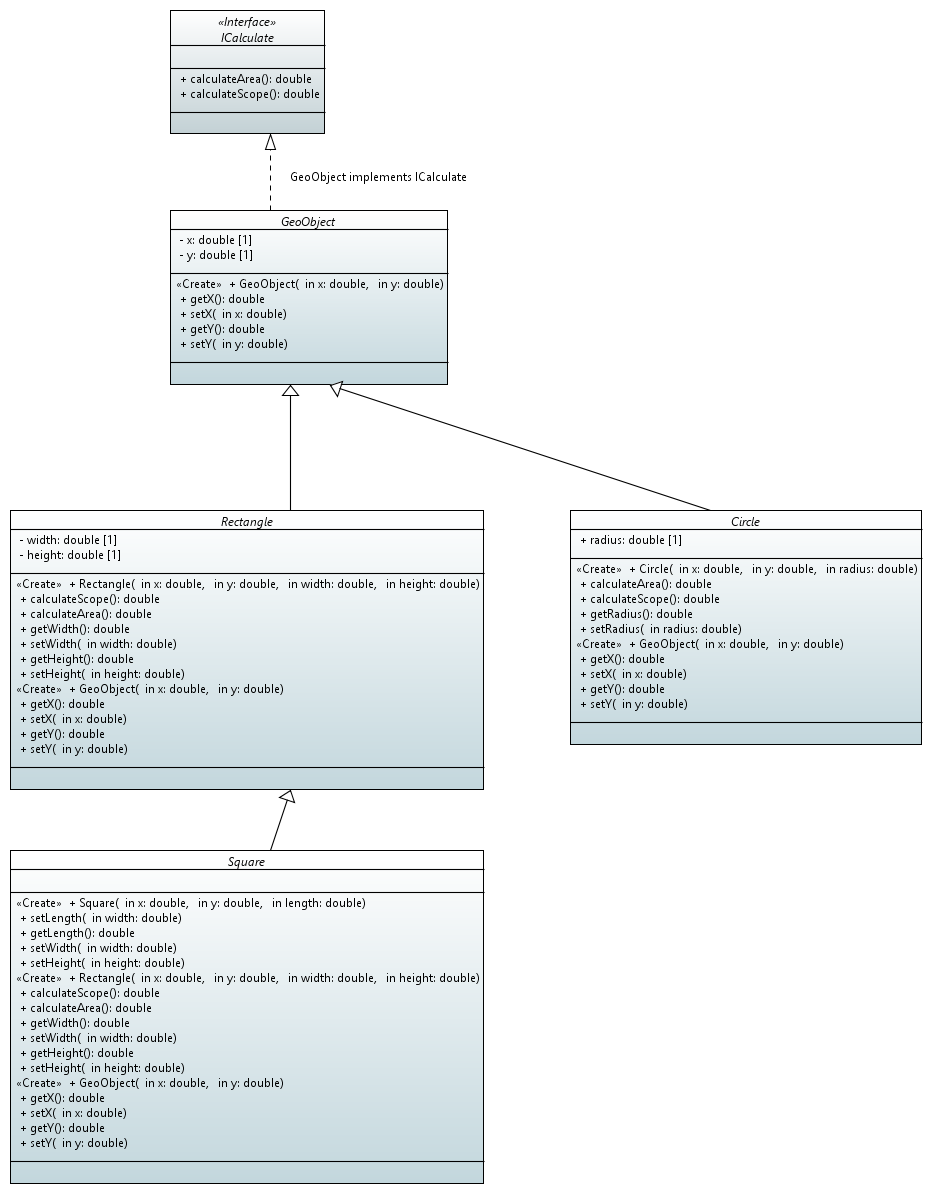 «Interface»
ICalculate
+ calculateArea(): double
+ calculateScope(): double
GeoObject implements ICalculate
GeoObject
- x: double [1]
- y: double [1]
«Create» + GeoObject( in x: double, in y: double)
+ getX(): double
+ setX( in x: double)
+ getY(): double
+ setY( in y: double)
Rectangle
- width: double [1]
- height: double [1]
«Create» + Rectangle( in x: double, in y: double, in width: double, in height: double)
+ calculateScope(): double
+ calculateArea(): double
+ getWidth(): double
+ setWidth( in width: double)
+ getHeight(): double
+ setHeight( in height: double)
«Create» + GeoObject( in x: double, in y: double)
+ getX(): double
+ setX( in x: double)
+ getY(): double
+ setY( in y: double)
Circle
+ radius: double [1]
«Create» + Circle( in x: double, in y: double, in radius: double)
+ calculateArea(): double
+ calculateScope(): double
+ getRadius(): double
+ setRadius( in radius: double)
«Create» + GeoObject( in x: double, in y: double)
+ getX(): double
+ setX( in x: double)
+ getY(): double
+ setY( in y: double)
Square
«Create» + Square( in x: double, in y: double, in length: double)
+ setLength( in width: double)
+ getLength(): double
+ setWidth( in width: double)
+ setHeight( in height: double)
«Create» + Rectangle( in x: double, in y: double, in width: double, in height: double)
+ calculateScope(): double
+ calculateArea(): double
+ getWidth(): double
+ setWidth( in width: double)
+ getHeight(): double
+ setHeight( in height: double)
«Create» + GeoObject( in x: double, in y: double)
+ getX(): double
+ setX( in x: double)
+ getY(): double
+ setY( in y: double)